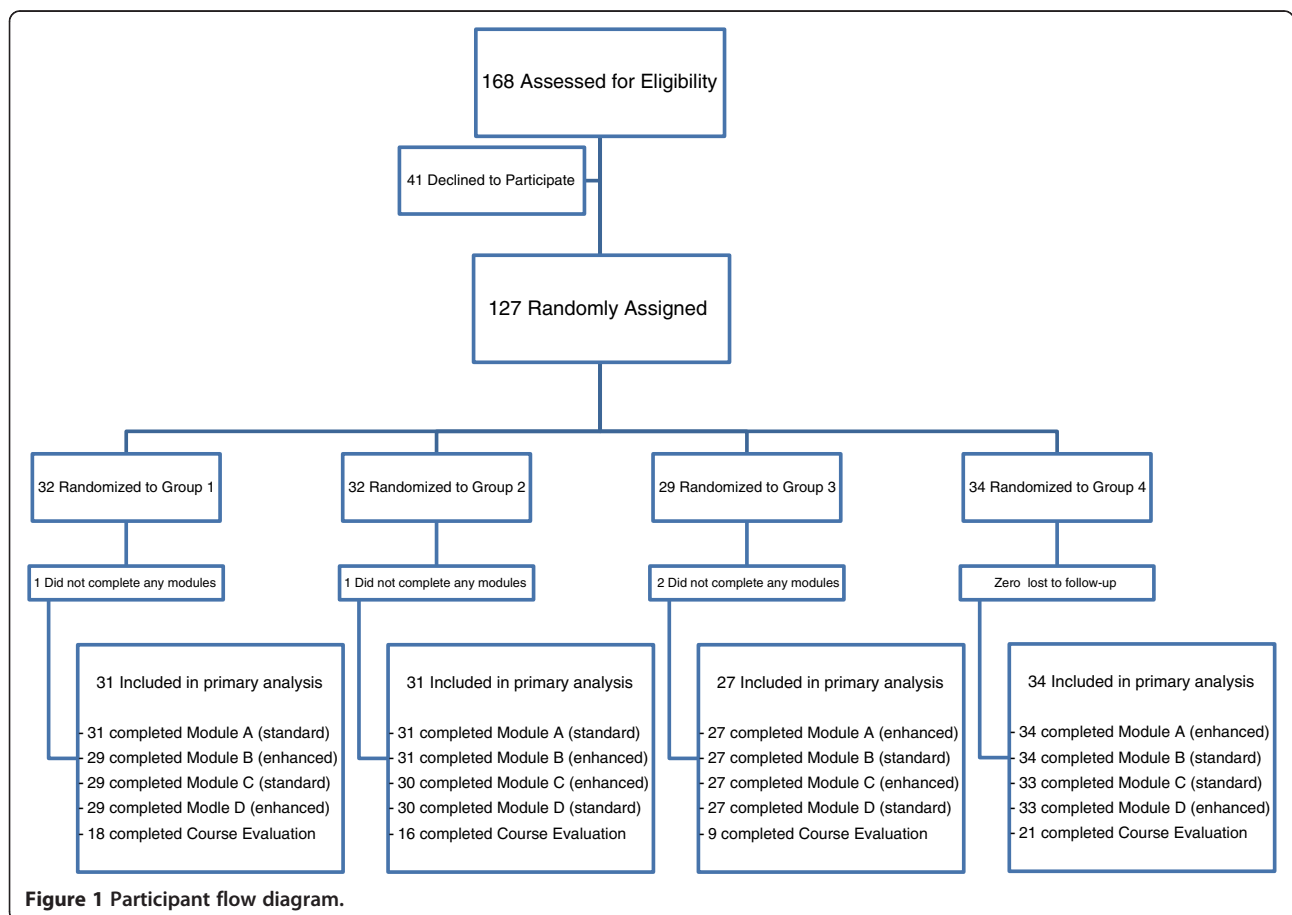 168 Assessed for Eligibility
41 Declined to Participate
127 Randomly Assigned
32 Randomized to Group 1
32 Randomized to Group 2
29 Randomized to Group 3
34 Randomized to Group 4
1 Did not complete any modules
1 Did not complete any modules
2 Did not complete any modules
Zero lost to follow-up
31 Included in primary analysis
- 31 completed Module A (standard)
- 29 completed Module B (enhanced)
- 29 completed Module C (standard)
- 29 completed Modle D (enhanced)
- 18 completed Course Evaluation
31 Included in primary analysis
- 31 completed Module A (standard)
- 31 completed Module B (enhanced)
- 30 completed Module C (enhanced)
- 30 completed Module D (standard)
- 16 completed Course Evaluation
27 Included in primary analysis
- 27 completed Module A (enhanced)
- 27 completed Module B (standard)
- 27 completed Module C (enhanced)
- 27 completed Module D (standard)
- 9 completed Course Evaluation
34 Included in primary analysis
- 34 completed Module A (enhanced)
- 34 completed Module B (standard)
- 33 completed Module C (standard)
- 33 completed Module D (enhanced)
- 21 completed Course Evaluation
Figure 1 Participant flow diagram.